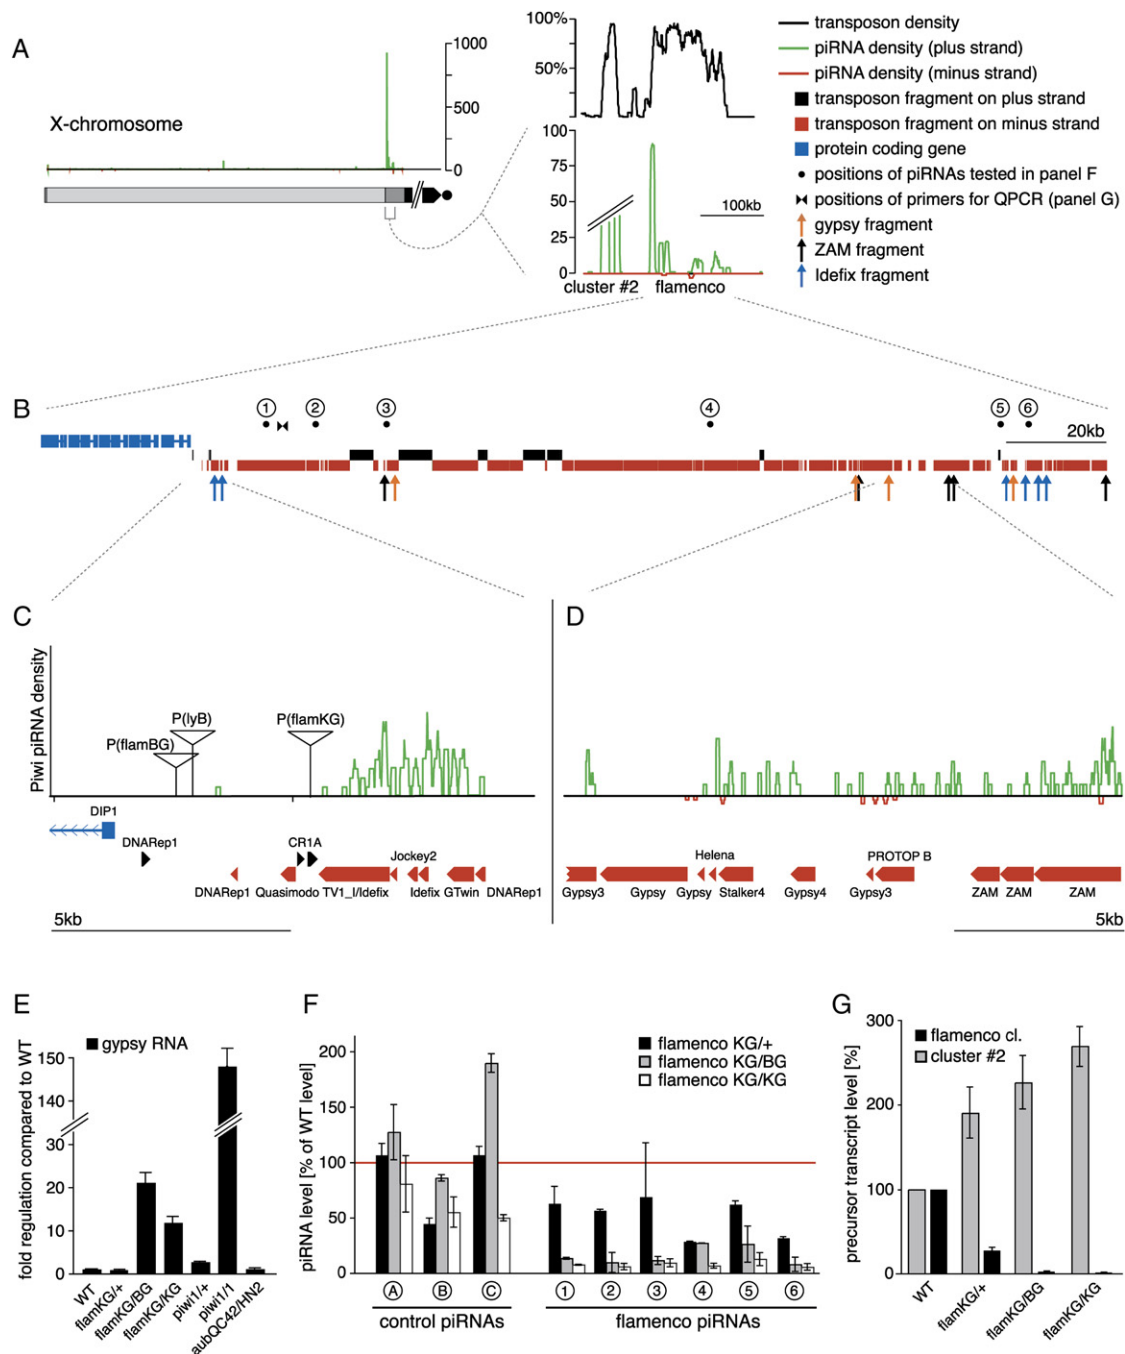 A
X-chromosome
1000
500
0
100%
50%
100
75
50
25
0
100kb
cluster #2
flamenco
transposon density
piRNA density (plus strand)
piRNA density (minus strand)
transposon fragment on plus strand
transposon fragment on minus strand
protein coding gene
positions of piRNAs tested in panel F
positions of primers for QPCR (panel G)
gypsy fragment
ZAM fragment
Idefix fragment
B
1 2 3 4 5 6
20kb
C
Piwi piRNA density
P(flamBG)
P(lyB)
P(flamKG)
DIP1
DNARep1
CR1A
Jockey2
DNARep1 Quasimodo TV1_I/Idefix Idefix GTwin DNARep1
5kb
D
Helena
PROTOP B
Gypsy3 Gypsy Gypsy Stalker4 Gypsy4 Gypsy3 ZAM ZAM ZAM
5kb
E
gypsy RNA
fold regulation compared to WT
150
140
30
20
10
0
WT
flamKG/+
flamKG/BG
flamKG/KG
piwi1/+
piwi1/1
aubQC42/HN2
F
flamenco KG/+
flamenco KG/BG
flamenco KG/KG
piRNA level [% of WT level]
200
150
100
50
0
A B C 1 2 3 4 5 6
control piRNAs
flamenco piRNAs
G
flamenco cl.
cluster #2
precursor transcript level [%]
300
200
100
0
WT
flamKG/+
flamKG/BG
flamKG/KG